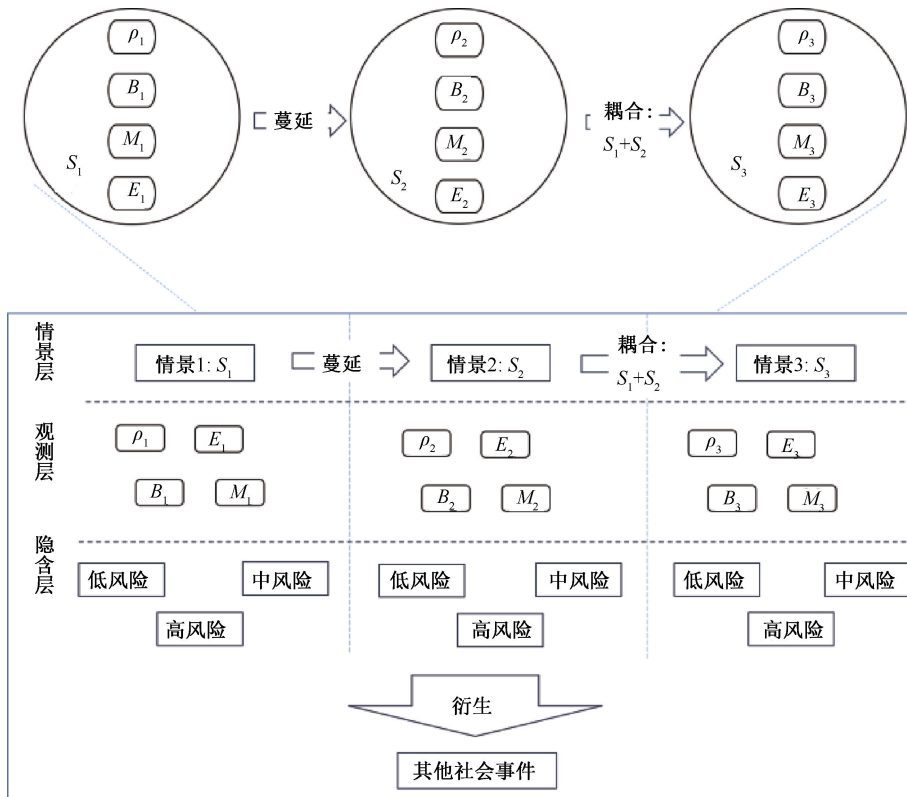 ρ1
B1
M1
E1
S1
蔓延
ρ2
B2
M2
E2
S2
耦合：
S1+S2
ρ3
B3
M3
E3
S3
情景层
情景1: S1
蔓延
情景2: S2
耦合：
S1+S2
情景3: S3
观测层
ρ1
E1
B1
M1
ρ2
E2
B2
M2
ρ3
E3
B3
M3
隐含层
低风险
中风险
高风险
低风险
中风险
高风险
低风险
中风险
高风险
衍生
其他社会事件